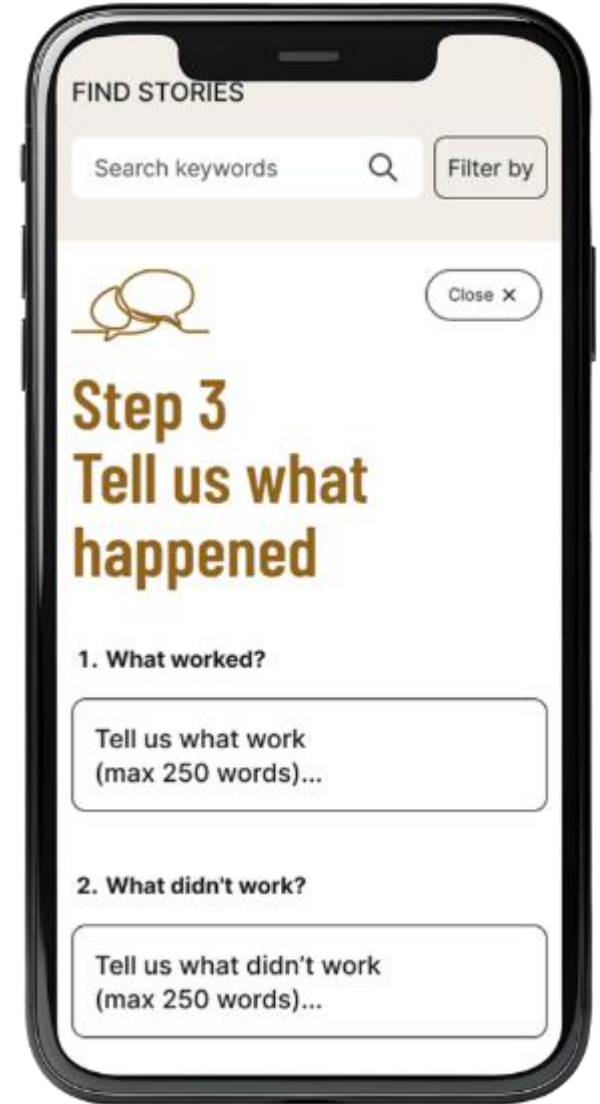 FIND STORIES
Search keywords
Filter by
Close ×
Step 3
Tell us what
happened
1. What worked?
Tell us what work
(max 250 words)...
2. What didn't work?
Tell us what didn't work
(max 250 words)...